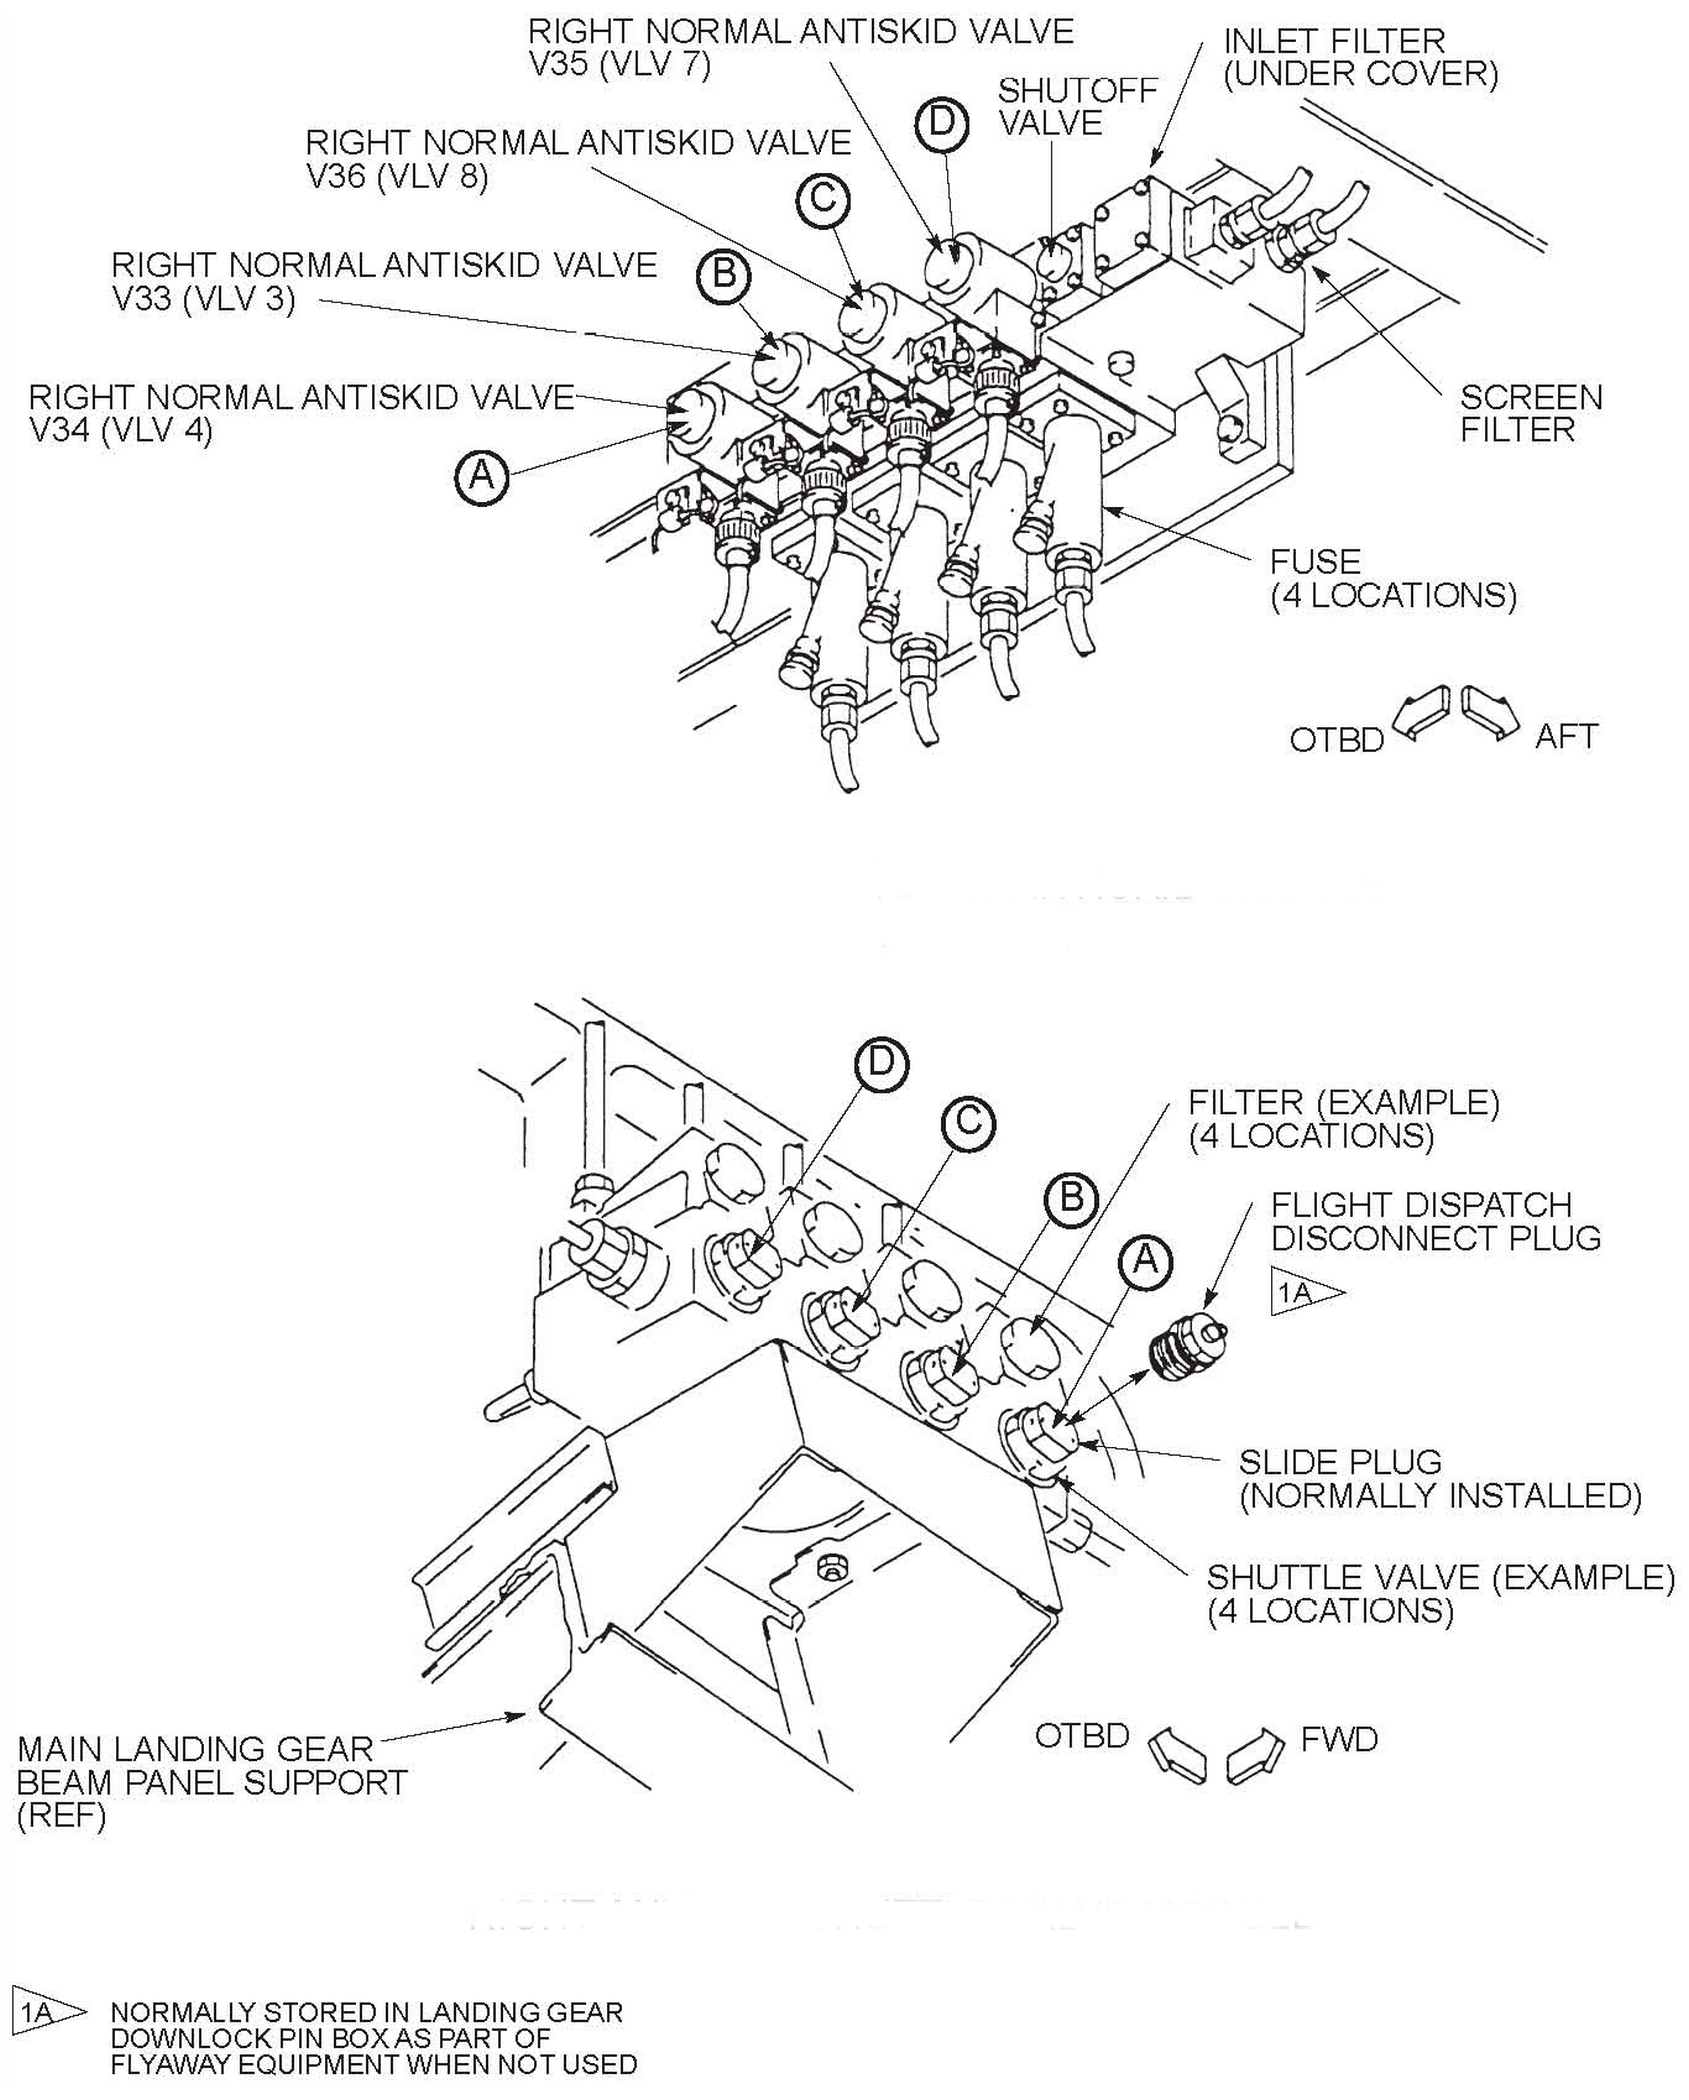 RIGHT NORMAL ANTISKID VALVE
V35 (VLV 7)
INLET FILTER
(UNDER COVER)
D
SHUTOFF
VALVE
RIGHT NORMAL ANTISKID VALVE
V36 (VLV 8)
C
RIGHT NORMAL ANTISKID VALVE
V33 (VLV 3)
B
RIGHT NORMAL ANTISKID VALVE
V34 (VLV 4)
A
SCREEN
FILTER
FUSE
(4 LOCATIONS)
OTBD
AFT
D
C
B
A
FILTER (EXAMPLE)
(4 LOCATIONS)
FLIGHT DISPATCH
DISCONNECT PLUG
1A
SLIDE PLUG
(NORMALLY INSTALLED)
SHUTTLE VALVE (EXAMPLE)
(4 LOCATIONS)
MAIN LANDING GEAR
BEAM PANEL SUPPORT
(REF)
OTBD
FWD
1A
NORMALLY STORED IN LANDING GEAR
DOWNLOCK PIN BOX AS PART OF
FLYAWAY EQUIPMENT WHEN NOT USED